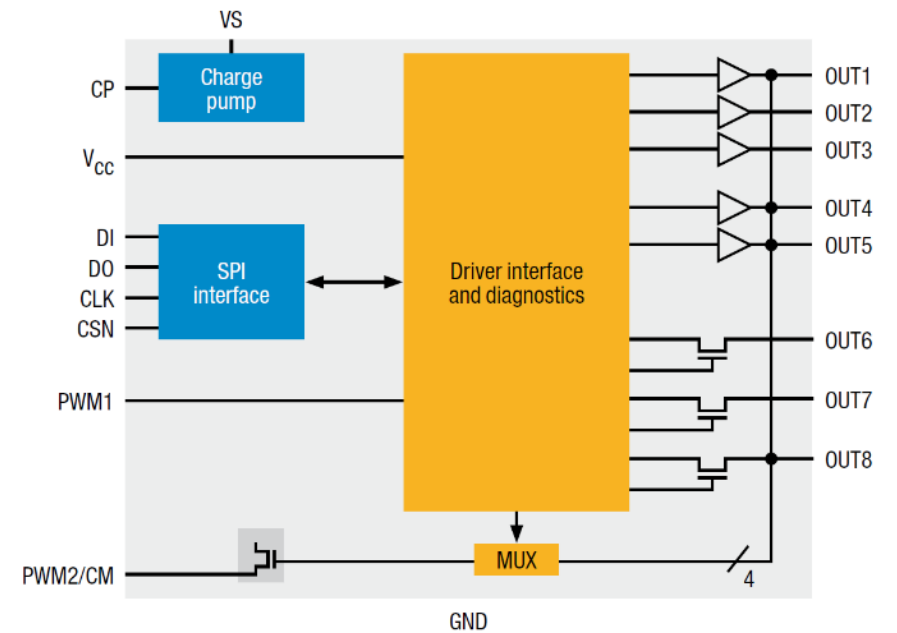 VS
CP
Charge
pump
V_CC
DI
DO
CLK
CSN
SPI
interface
PWM1
PWM2/CM
Driver interface
and diagnostics
MUX
OUT1
OUT2
OUT3
OUT4
OUT5
OUT6
OUT7
OUT8
4
GND